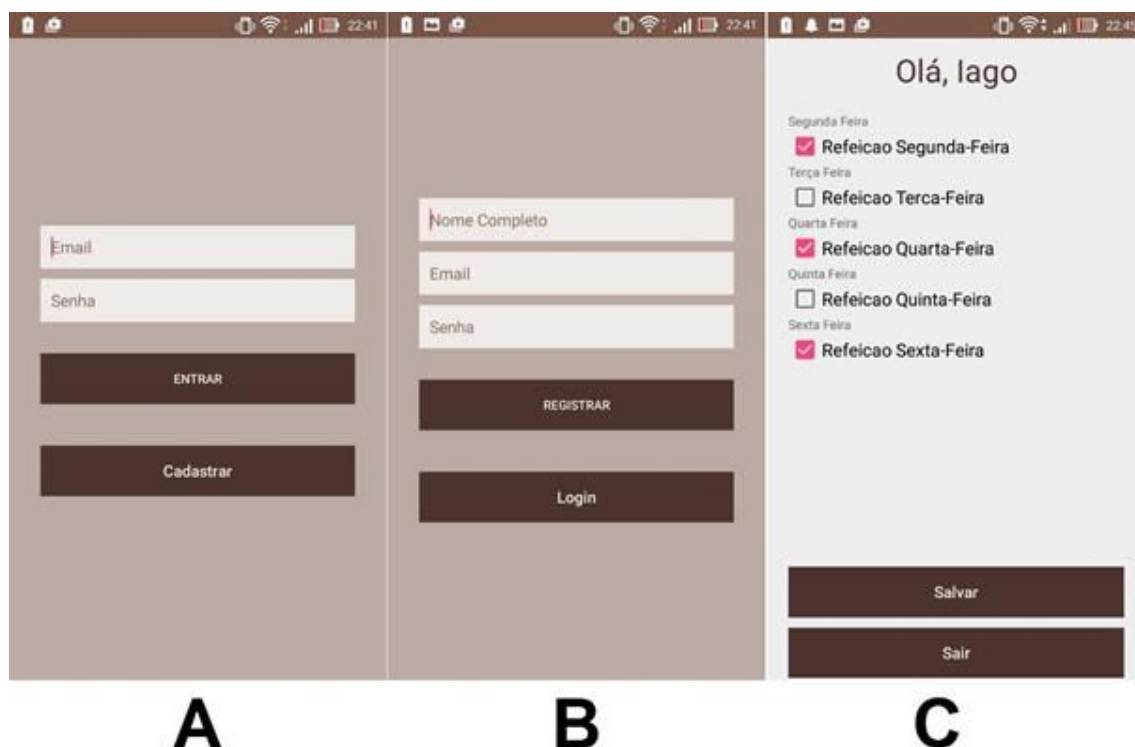 22:41
Email
Senha
ENTRAR
Cadastrar
A
22:41
Nome Completo
Email
Senha
REGISTRAR
Login
B
22:45
Olá, Iago
Segunda Feira
Refeicao Segunda-Feira
Terça Feira
Refeicao Terca-Feira
Quarta Feira
Refeicao Quarta-Feira
Quinta Feira
Refeicao Quinta-Feira
Sexta Feira
Refeicao Sexta-Feira
Salvar
Sair
C